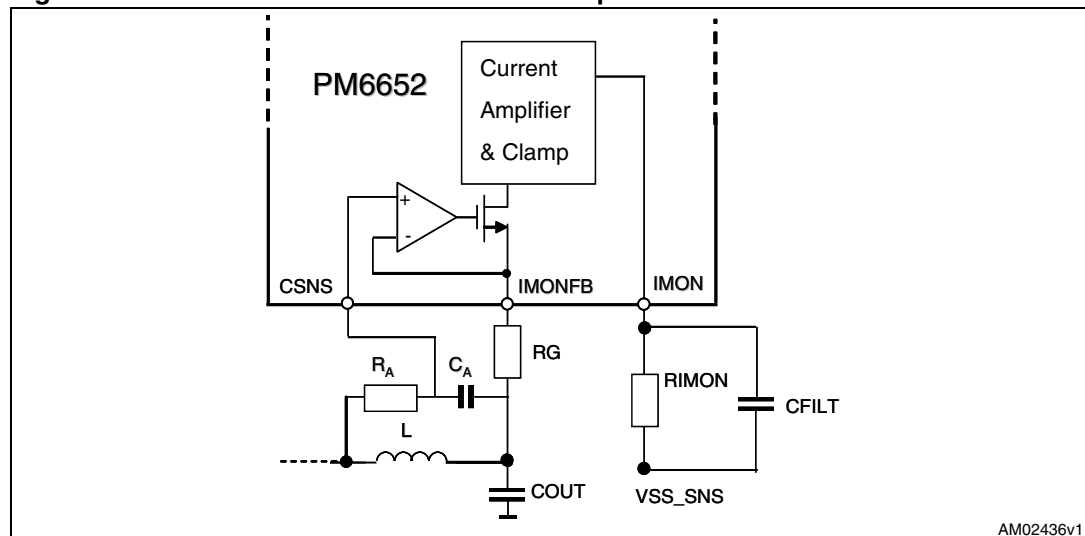 PM6652
Current
Amplifier
& Clamp
+
-
CSNS
IMONFB
IMON
RG
RA
CA
RIMON
CFILT
L
COUT
VSS_SNS
AM02436v1